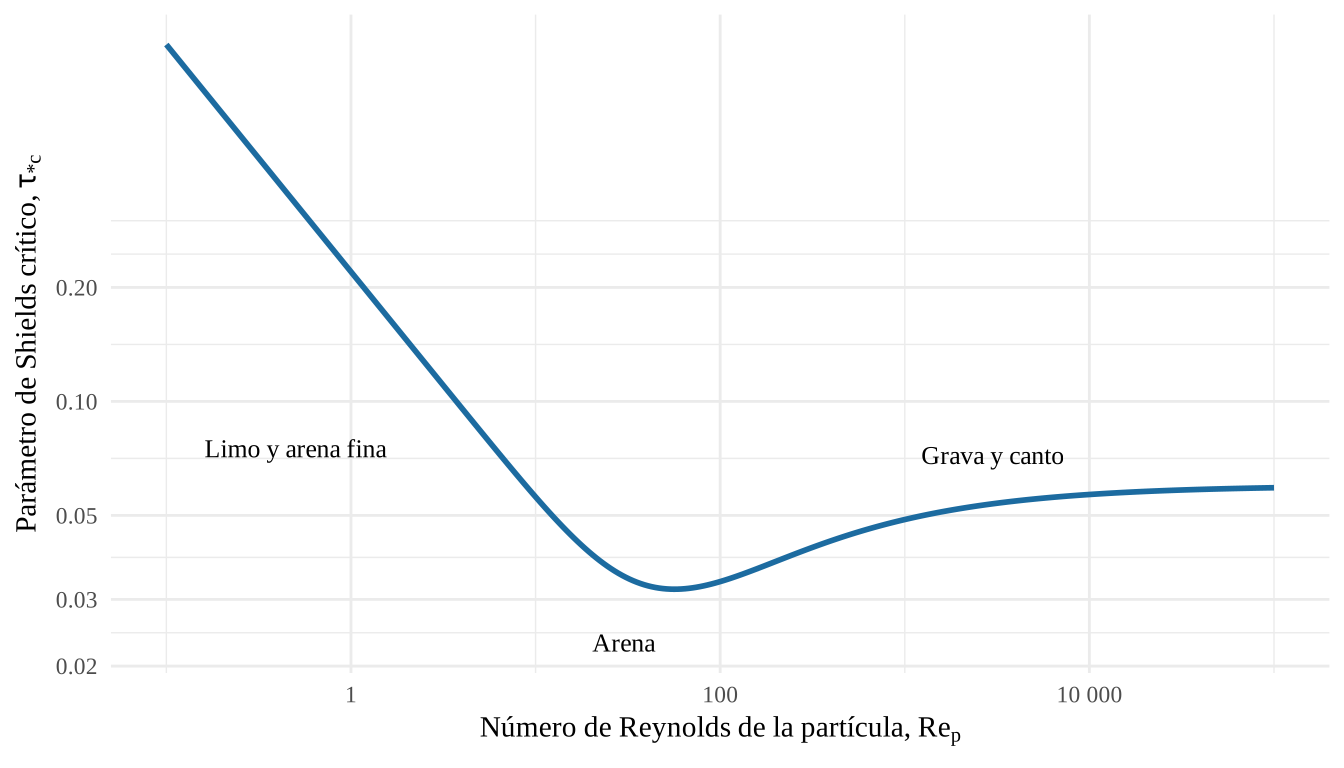 Parámetro de Shields crítico, τ*c
0.20
0.10
0.05
0.03
0.02
Limo y arena fina
Grava y canto
Arena
1
100
10 000
Número de Reynolds de la partícula, Rep